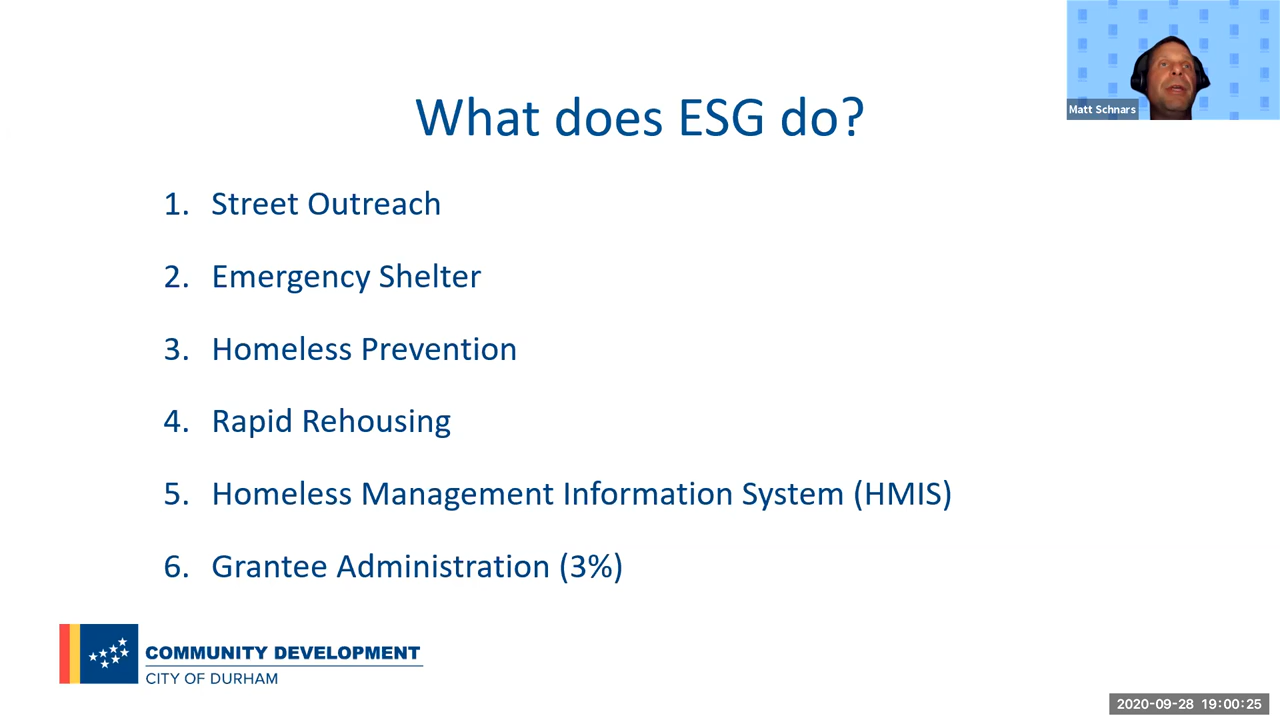 What does ESG do?
Matt Schnars
1. Street Outreach
2. Emergency Shelter
3. Homeless Prevention
4. Rapid Rehousing
5. Homeless Management Information System (HMIS)
6. Grantee Administration (3%)
COMMUNITY DEVELOPMENT
CITY OF DURHAM
2020-09-28 19:00:25